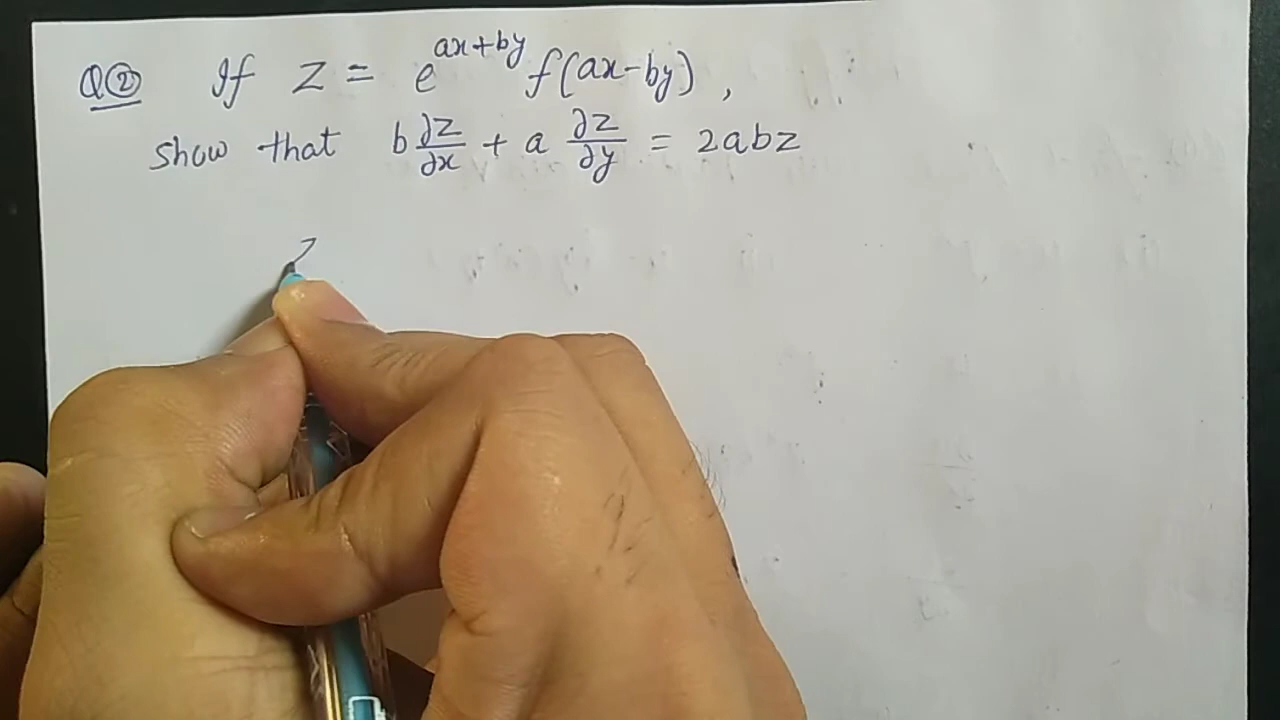 Q② If z = e^{ax+by} f(ax-by),
show that b ∂z/∂x + a ∂z/∂y = 2abz
z